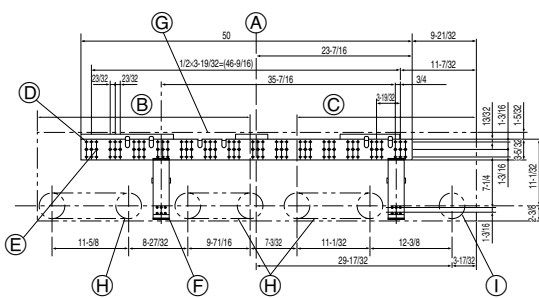 G A
50 9-21/32
23-7/16
1/2×3-19/32=(46-9/16) 11-7/32
23/32 23/32 35-7/16 3/4
3-19/32
D B C
13/32 1-3/16 1-5/32
3-5/32
7-1/4 1-3/16 11-1/32
2-3/8
1-3/16
E
11-5/8 8-27/32 9-71/16 7-3/32 11-1/32 12-3/8
29-17/32 3-17/32
H F H I